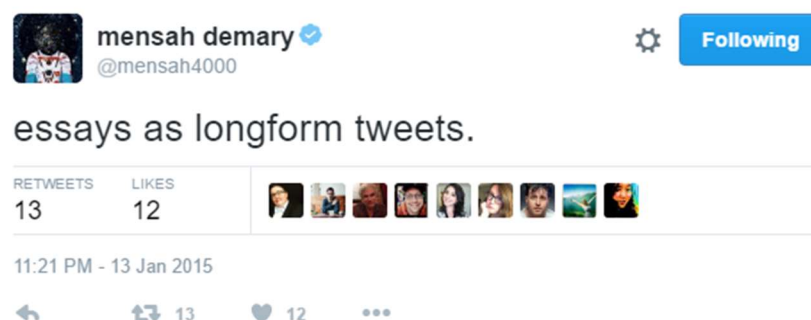 mensah demary
@mensah4000
Following
essays as longform tweets.
RETWEETS LIKES
13 12
11:21 PM - 13 Jan 2015
13 12